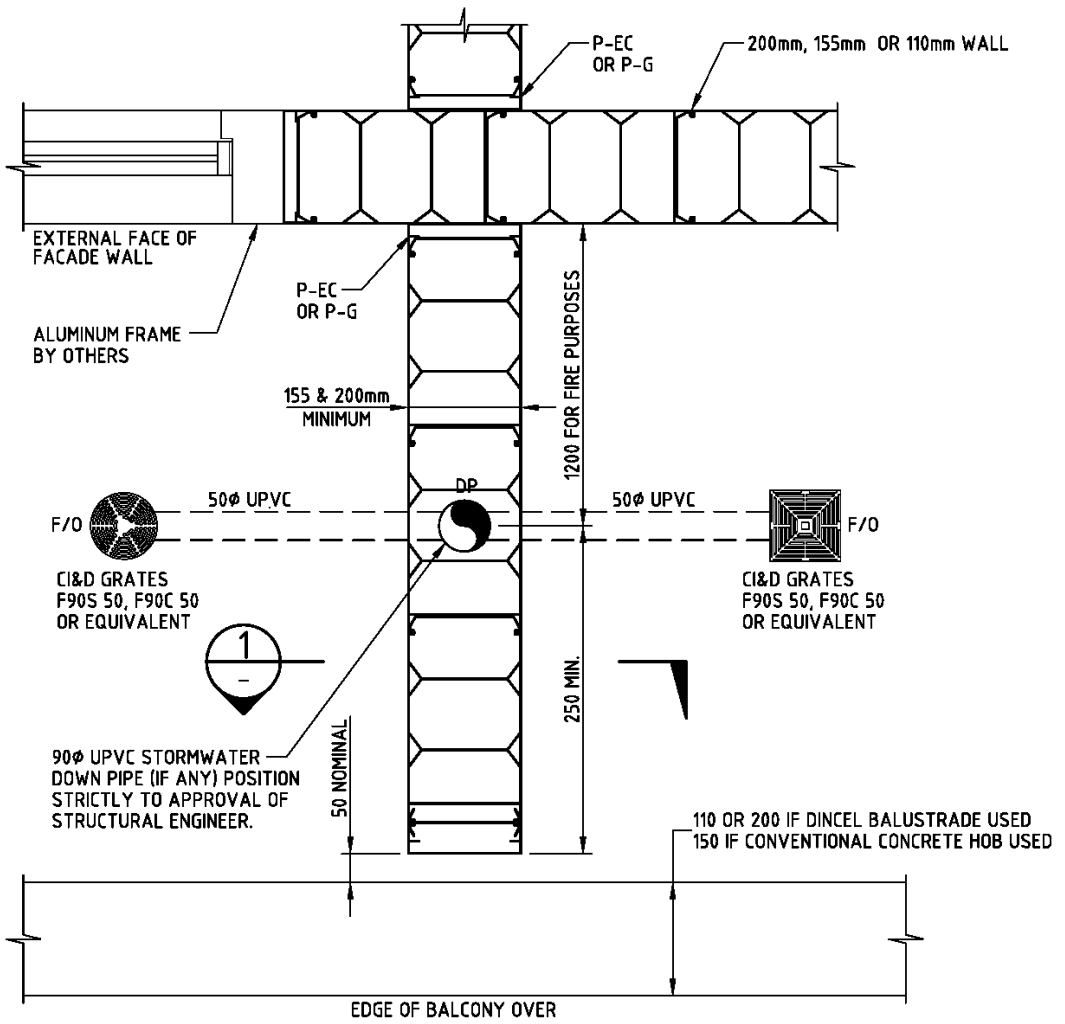 P-EC
OR P-G
200mm, 155mm OR 110mm WALL
EXTERNAL FACE OF
FACADE WALL
P-EC
OR P-G
ALUMINUM FRAME
BY OTHERS
1200 FOR FIRE PURPOSES
155 & 200mm
MINIMUM
DP
50Ø UPVC
50Ø UPVC
F/O
F/O
CI&D GRATES
F90S 50, F90C 50
OR EQUIVALENT
CI&D GRATES
F90S 50, F90C 50
OR EQUIVALENT
1
-
250 MIN.
50 NOMINAL
90Ø UPVC STORMWATER
DOWN PIPE (IF ANY) POSITION
STRICTLY TO APPROVAL OF
STRUCTURAL ENGINEER.
110 OR 200 IF DINCEL BALUSTRADE USED
150 IF CONVENTIONAL CONCRETE HOB USED
EDGE OF BALCONY OVER